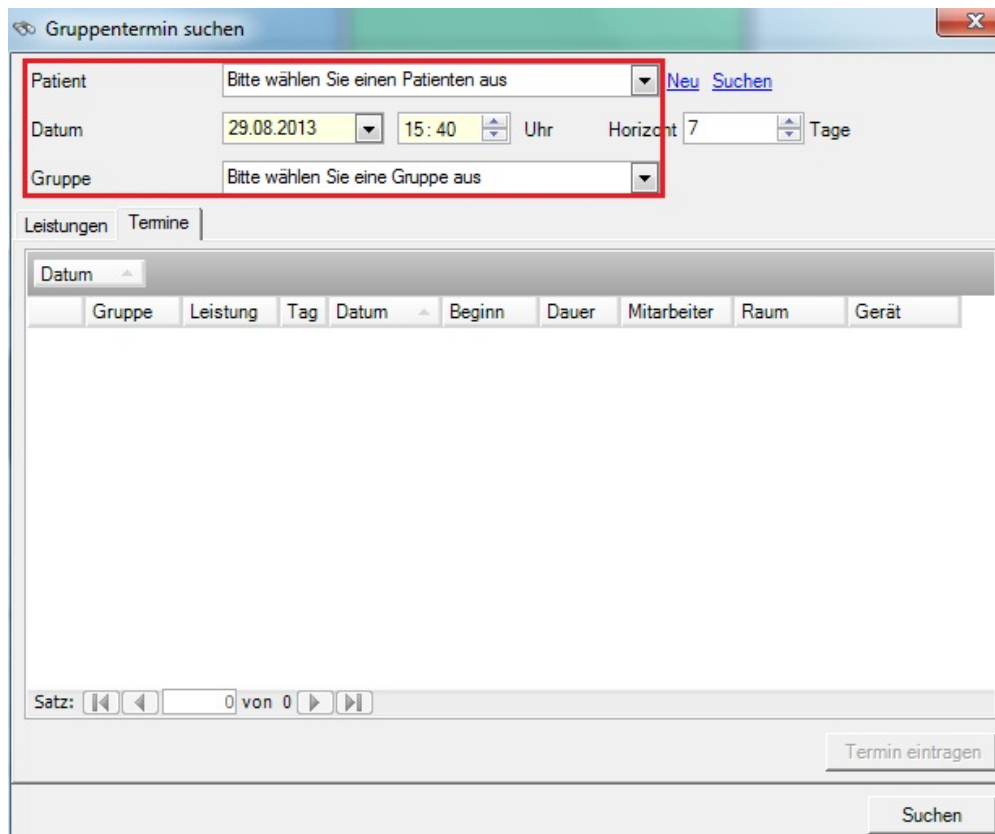 Gruppentermin suchen
Patient Bitte wählen Sie einen Patienten aus Neu Suchen
Datum 29.08.2013 15:40 Uhr Horizont 7 Tage
Gruppe Bitte wählen Sie eine Gruppe aus
Leistungen Termine
Datum
Gruppe Leistung Tag Datum Beginn Dauer Mitarbeiter Raum Gerät
Satz: 0 von 0
Termin eintragen
Suchen